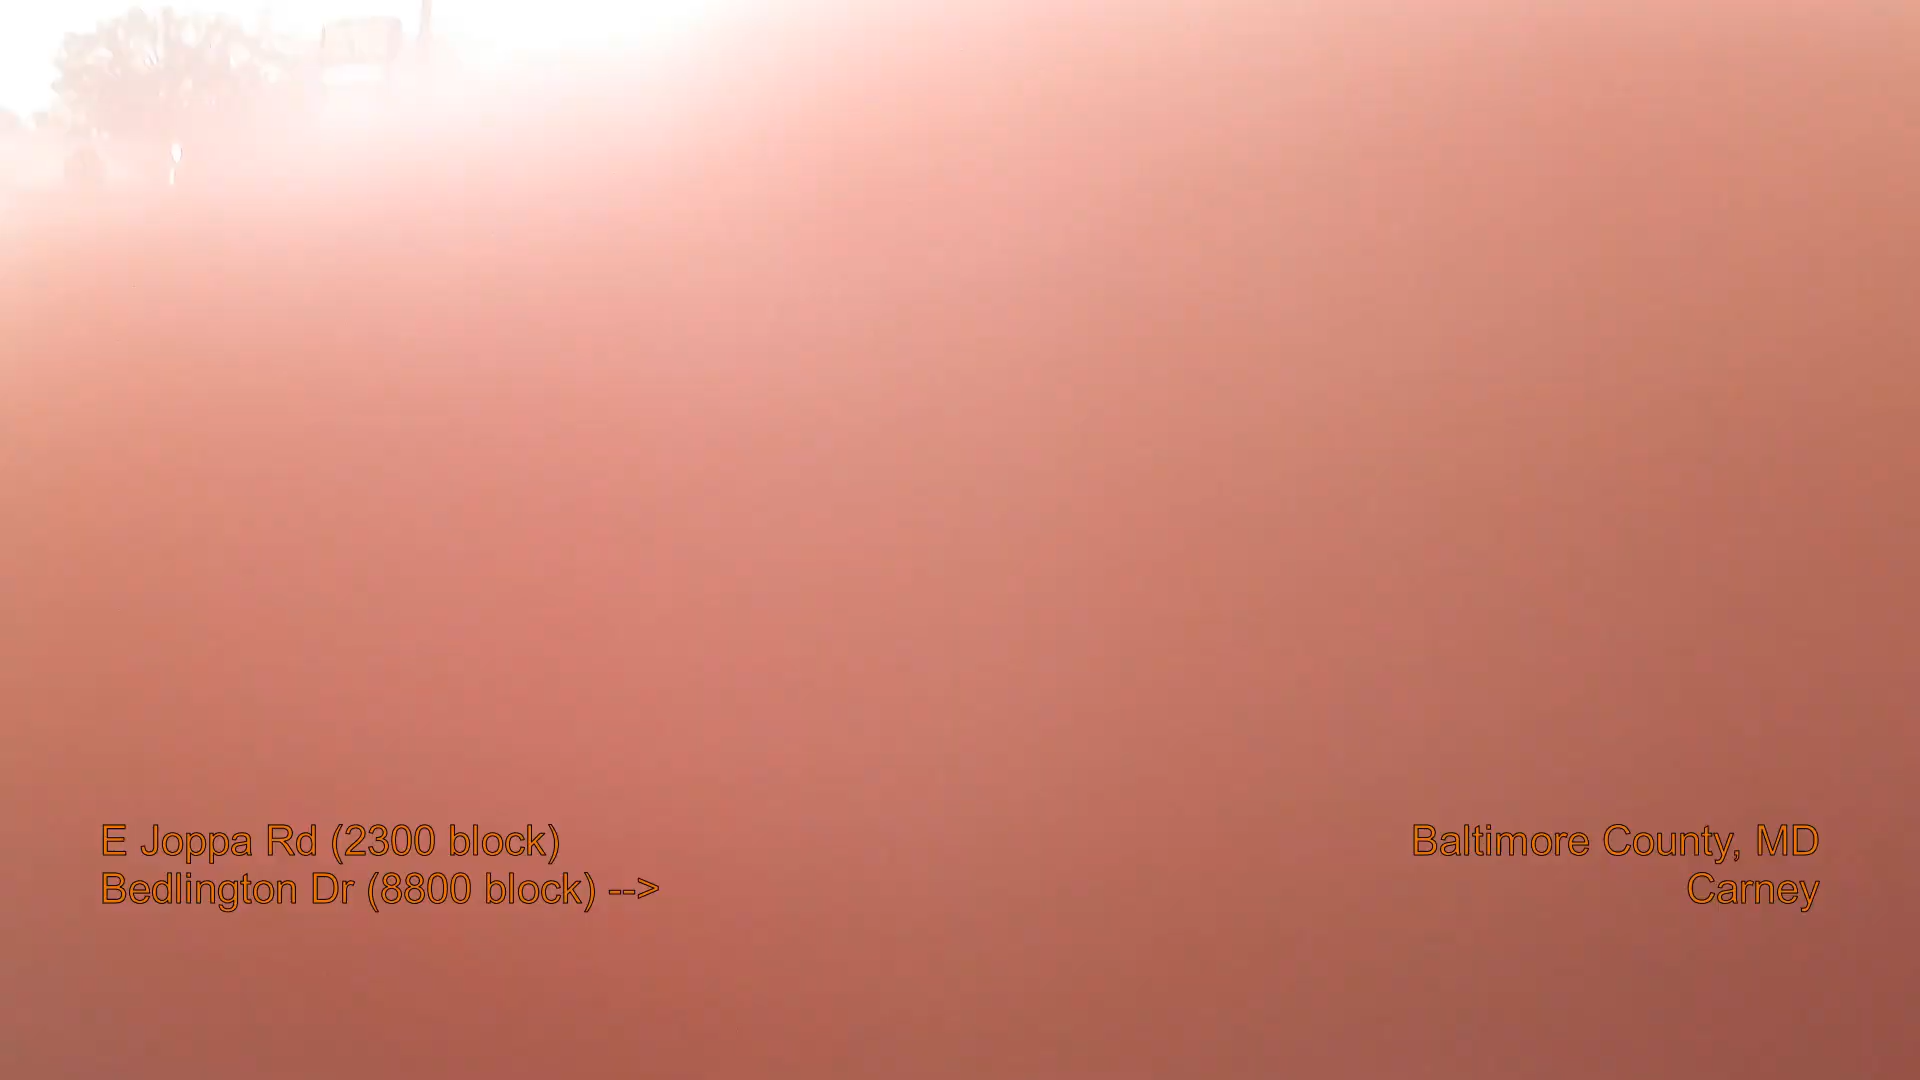 E Joppa Rd (2300 block)
Bedlington Dr (8800 block) -->
Baltimore County, MD
Carney